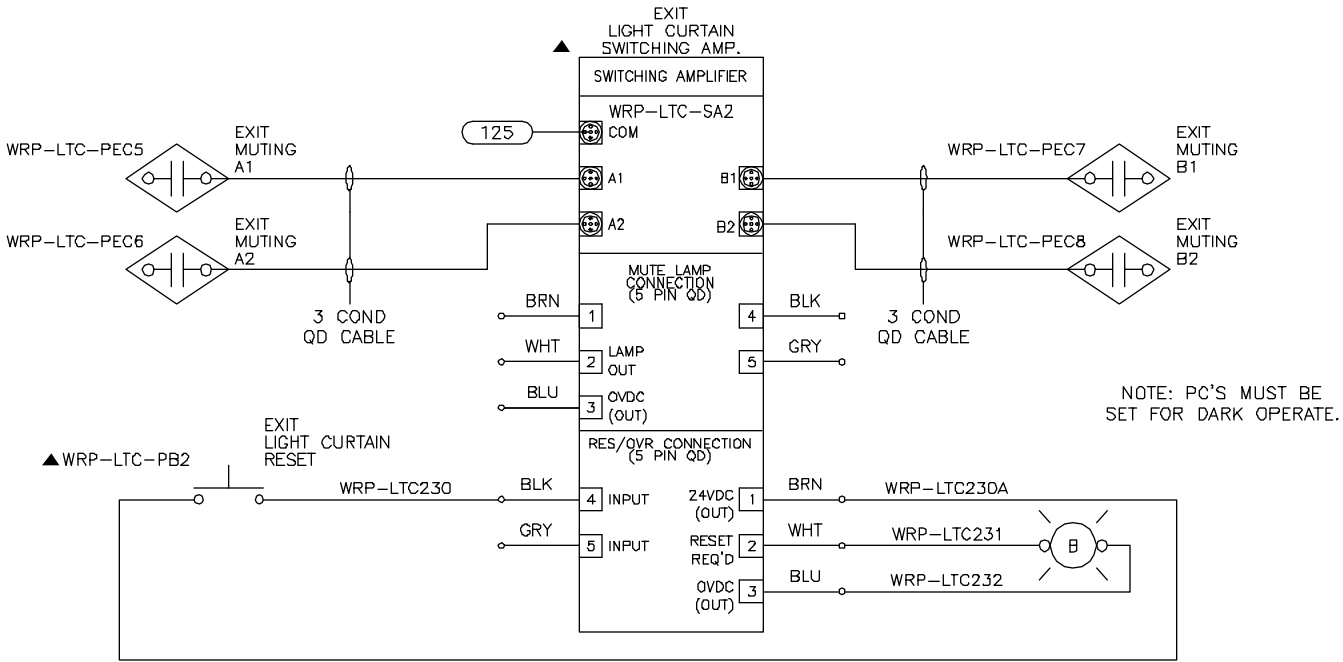 EXIT
LIGHT CURTAIN
SWITCHING AMP.
SWITCHING AMPLIFIER
WRP-LTC-SA2
125
COM
WRP-LTC-PEC5
EXIT
MUTING
A1
A1
B1
WRP-LTC-PEC7
EXIT
MUTING
B1
WRP-LTC-PEC6
EXIT
MUTING
A2
A2
B2
WRP-LTC-PEC8
EXIT
MUTING
B2
3 COND
QD CABLE
3 COND
QD CABLE
MUTE LAMP
CONNECTION
(5 PIN QD)
BRN
1
4
BLK
WHT
2
LAMP
OUT
5
GRY
BLU
3
0VDC
(OUT)
NOTE: PC'S MUST BE
SET FOR DARK OPERATE.
RES/OVR CONNECTION
(5 PIN QD)
EXIT
LIGHT CURTAIN
RESET
WRP-LTC-PB2
WRP-LTC230
BLK
4
INPUT
24VDC
(OUT)
1
BRN
WRP-LTC230A
GRY
5
INPUT
RESET
REQ'D
2
WHT
WRP-LTC231
B
0VDC
(OUT)
3
BLU
WRP-LTC232